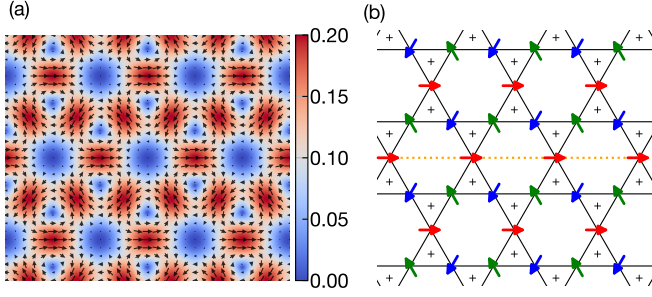 (a)
0.20
0.15
0.10
0.05
0.00
(b)
+ + +
+ + +
+ + +
+ + + +
+ + + +
+ + +
+ + +